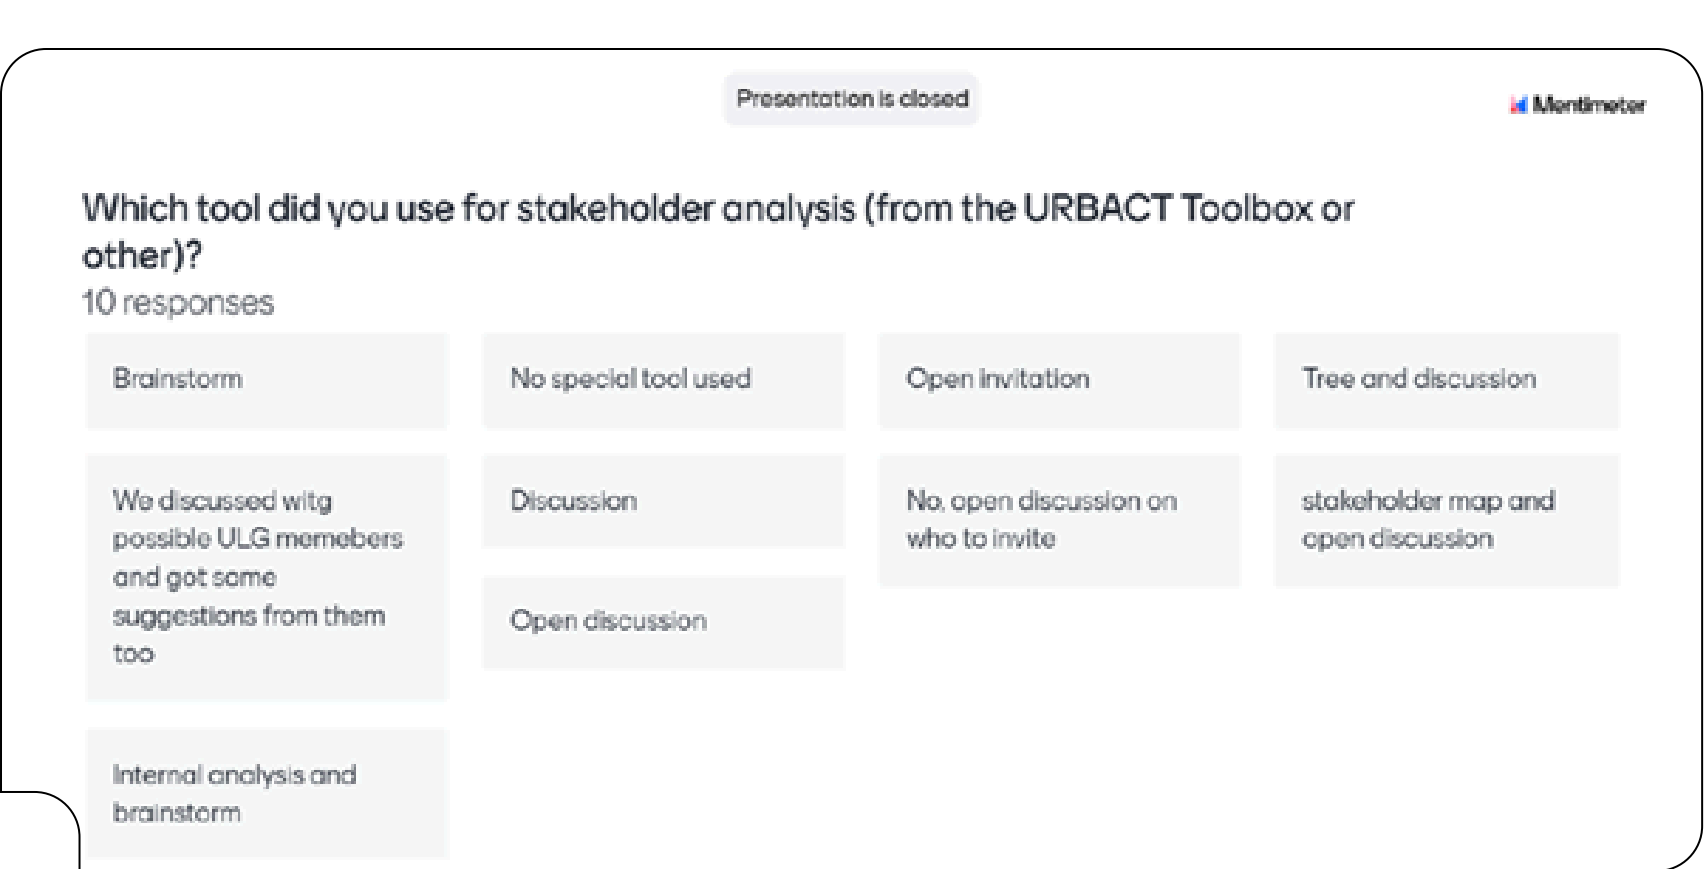 Presentation is closed
Mentimeter
Which tool did you use for stakeholder analysis (from the URBACT Toolbox or
other)?
10 responses
Brainstorm
No special tool used
Open invitation
Tree and discussion
We discussed witg
possible ULG memebers
and got some
suggestions from them
too
Discussion
No, open discussion on
who to invite
stakeholder map and
open discussion
Open discussion
Internal analysis and
brainstorm